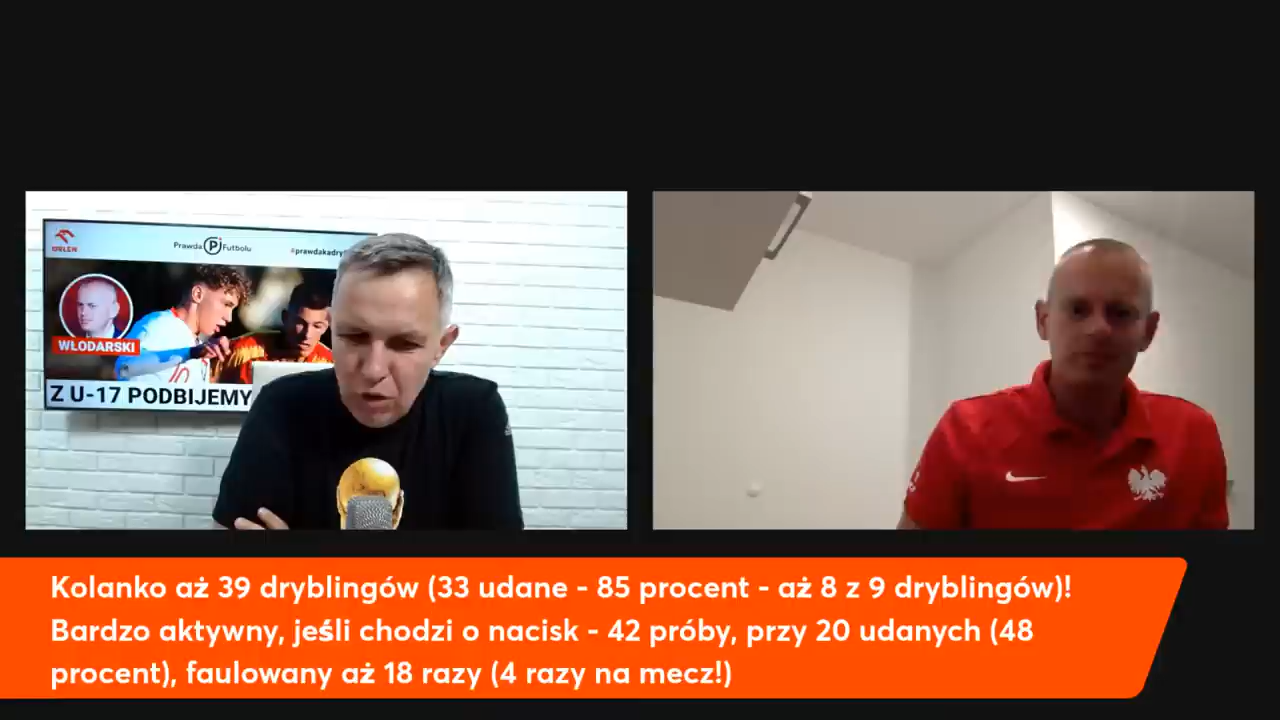 ORLEN
Prawda P Futbolu
#prawdakadry
WŁODARSKI
Z U-17 PODBIJEMY
Kolanko aż 39 dryblingów (33 udane - 85 procent - aż 8 z 9 dryblingów)!
Bardzo aktywny, jeśli chodzi o nacisk - 42 próby, przy 20 udanych (48
procent), faulowany aż 18 razy (4 razy na mecz!)